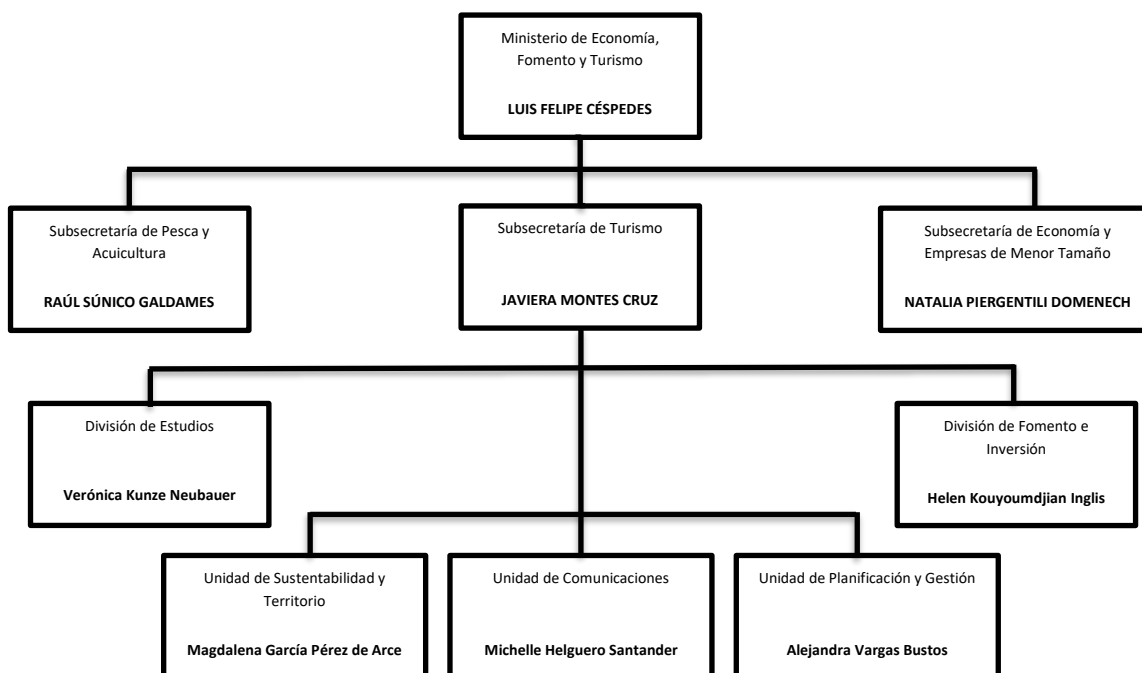 Ministerio de Economía,
Fomento y Turismo
LUIS FELIPE CÉSPEDES
Subsecretaría de Pesca y
Acuicultura
RAÚL SÚNICO GALDAMES
Subsecretaría de Turismo
JAVIERA MONTES CRUZ
Subsecretaría de Economía y
Empresas de Menor Tamaño
NATALIA PIERGENTILI DOMENECH
División de Estudios
Verónica Kunze Neubauer
División de Fomento e
Inversión
Helen Kouyoumdjian Inglis
Unidad de Sustentabilidad y
Territorio
Magdalena García Pérez de Arce
Unidad de Comunicaciones
Michelle Helguero Santander
Unidad de Planificación y Gestión
Alejandra Vargas Bustos